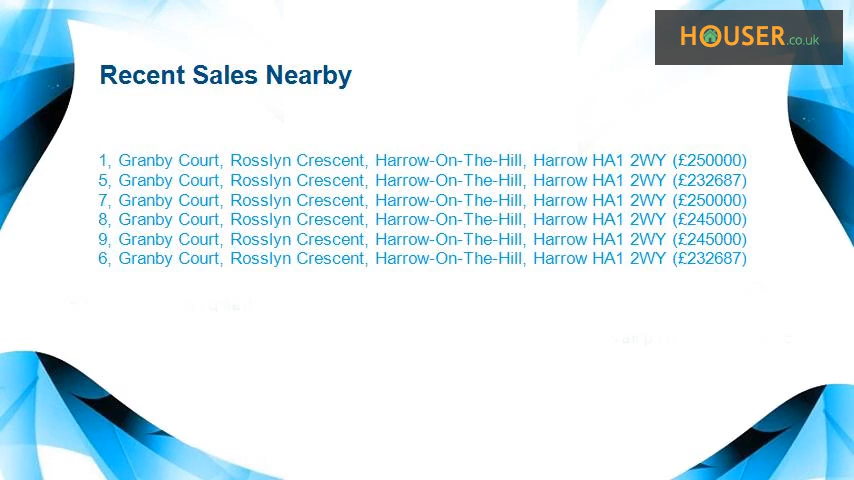 HOUSER.co.uk
Recent Sales Nearby
1, Granby Court, Rosslyn Crescent, Harrow-On-The-Hill, Harrow HA1 2WY (£250000)
5, Granby Court, Rosslyn Crescent, Harrow-On-The-Hill, Harrow HA1 2WY (£232687)
7, Granby Court, Rosslyn Crescent, Harrow-On-The-Hill, Harrow HA1 2WY (£250000)
8, Granby Court, Rosslyn Crescent, Harrow-On-The-Hill, Harrow HA1 2WY (£245000)
9, Granby Court, Rosslyn Crescent, Harrow-On-The-Hill, Harrow HA1 2WY (£245000)
6, Granby Court, Rosslyn Crescent, Harrow-On-The-Hill, Harrow HA1 2WY (£232687)